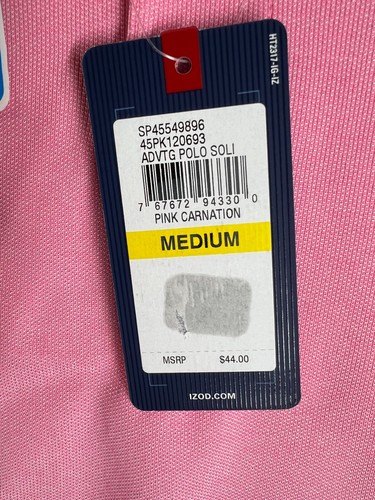 HT2317-IG-IZ
SP45549896
45PK120693
ADVTG POLO SOLI
7 67672 94330 0
PINK CARNATION
MEDIUM
MSRP $44.00
IZOD.COM